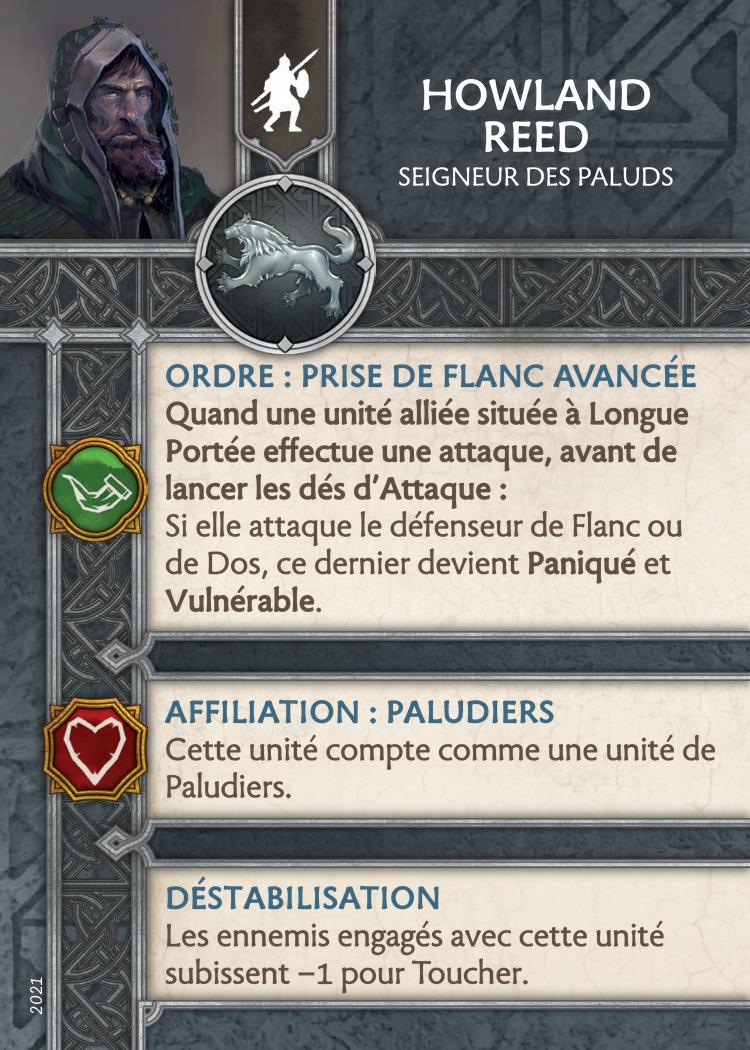 HOWLAND
REED
SEIGNEUR DES PALUDS
ORDRE : PRISE DE FLANC AVANCÉE
Quand une unité alliée située à Longue
Portée effectue une attaque, avant de
lancer les dés d’Attaque :
Si elle attaque le défenseur de Flanc ou
de Dos, ce dernier devient Paniqué et
Vulnérable.
AFFILIATION : PALUDIERS
Cette unité compte comme une unité de
Paludiers.
DÉSTABILISATION
Les ennemis engagés avec cette unité
subissent –1 pour Toucher.
2021